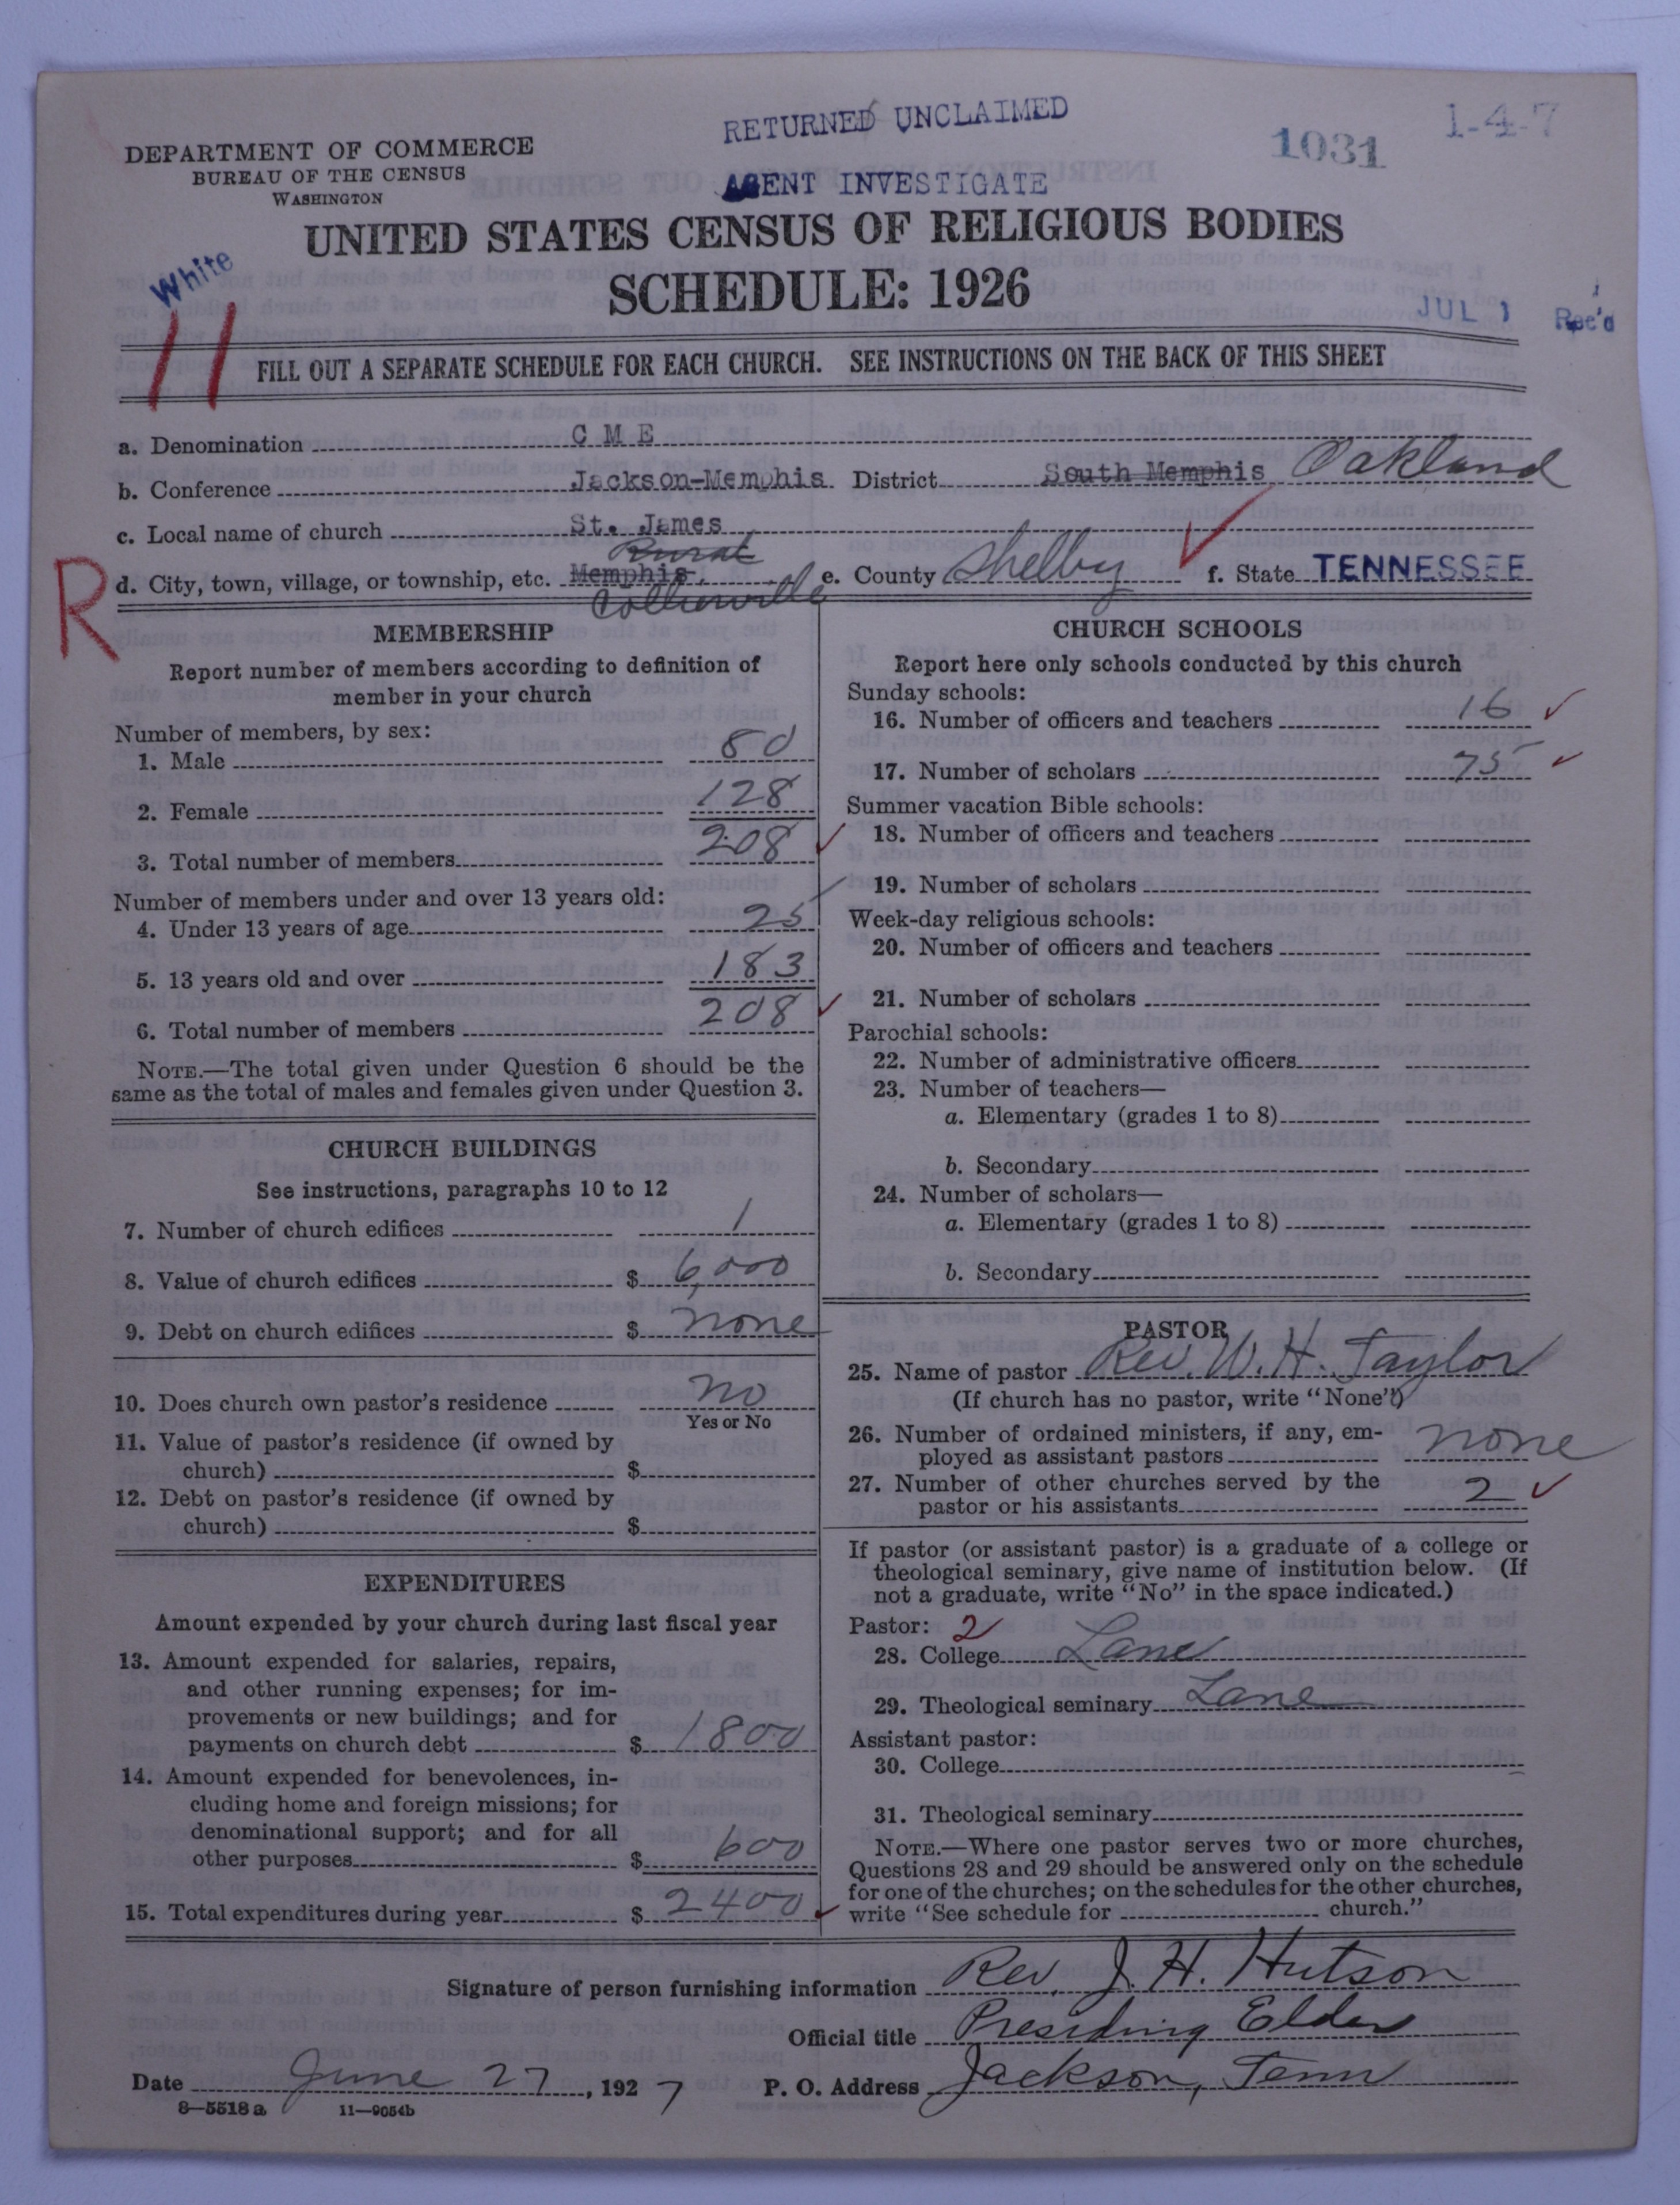 RETURNED UNCLAIMED
1031
1-4-7
DEPARTMENT OF COMMERCE
BUREAU OF THE CENSUS
WASHINGTON
AGENT INVESTIGATE
UNITED STATES CENSUS OF RELIGIOUS BODIES
White
SCHEDULE: 1926
JUL 1
Rec'd
11
FILL OUT A SEPARATE SCHEDULE FOR EACH CHURCH. SEE INSTRUCTIONS ON THE BACK OF THIS SHEET
a. Denomination C M E
b. Conference Jackson-Memphis District South Memphis Oakland
c. Local name of church St. James
Rural
R
d. City, town, village, or township, etc. Memphis, e. County Shelby f. State TENNESSEE
Collierville
MEMBERSHIP
Report number of members according to definition of
member in your church
Number of members, by sex:
1. Male 80
2. Female 128
3. Total number of members 208
Number of members under and over 13 years old:
4. Under 13 years of age 25
5. 13 years old and over 183
6. Total number of members 208
NOTE.—The total given under Question 6 should be the
same as the total of males and females given under Question 3.
CHURCH BUILDINGS
See instructions, paragraphs 10 to 12
7. Number of church edifices 1
8. Value of church edifices $ 6,000
9. Debt on church edifices $ none
10. Does church own pastor's residence no
Yes or No
11. Value of pastor's residence (if owned by
church) $
12. Debt on pastor's residence (if owned by
church) $
EXPENDITURES
Amount expended by your church during last fiscal year
13. Amount expended for salaries, repairs,
and other running expenses; for im-
provements or new buildings; and for
payments on church debt $ 1800
14. Amount expended for benevolences, in-
cluding home and foreign missions; for
denominational support; and for all
other purposes $ 600
15. Total expenditures during year $ 2400
CHURCH SCHOOLS
Report here only schools conducted by this church
Sunday schools:
16. Number of officers and teachers 16
17. Number of scholars 75
Summer vacation Bible schools:
18. Number of officers and teachers
19. Number of scholars
Week-day religious schools:
20. Number of officers and teachers
21. Number of scholars
Parochial schools:
22. Number of administrative officers
23. Number of teachers—
a. Elementary (grades 1 to 8)
b. Secondary
24. Number of scholars—
a. Elementary (grades 1 to 8)
b. Secondary
PASTOR
25. Name of pastor Rev. W. H. Taylor
(If church has no pastor, write "None")
26. Number of ordained ministers, if any, em-
ployed as assistant pastors none
27. Number of other churches served by the
pastor or his assistants 2
If pastor (or assistant pastor) is a graduate of a college or
theological seminary, give name of institution below. (If
not a graduate, write "No" in the space indicated.)
Pastor: 2
28. College Lane
29. Theological seminary Lane
Assistant pastor:
30. College
31. Theological seminary
NOTE.—Where one pastor serves two or more churches,
Questions 28 and 29 should be answered only on the schedule
for one of the churches; on the schedules for the other churches,
write "See schedule for church."
Signature of person furnishing information Rev. J. H. Hutson
Official title Presiding Elder
Date June 27, 1927 P. O. Address Jackson, Tenn
8—5518 a 11—9054b